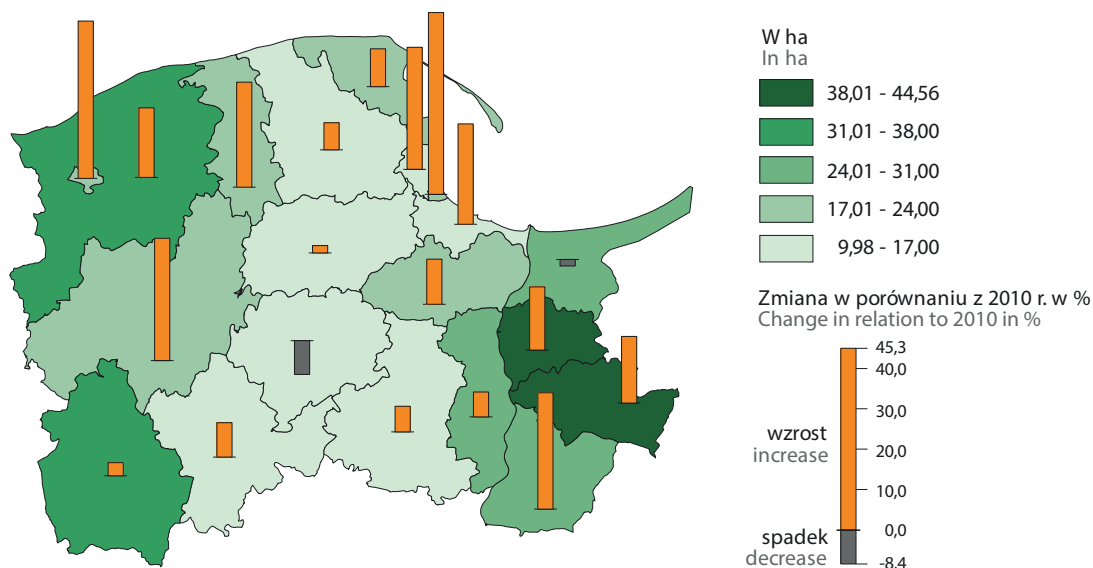 W ha
In ha
38,01 - 44,56
31,01 - 38,00
24,01 - 31,00
17,01 - 24,00
9,98 - 17,00
Zmiana w porównaniu z 2010 r. w %
Change in relation to 2010 in %
45,3
40,0
30,0
wzrost
increase
20,0
10,0
0,0
spadek
decrease
-8,4